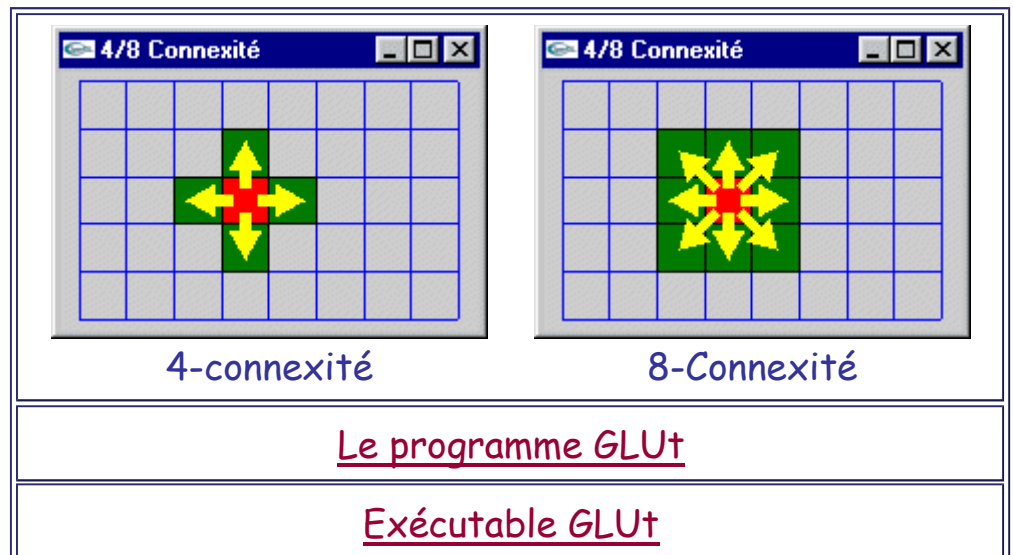 4/8 Connexité
4/8 Connexité
4-connexité
8-Connexité
Le programme GLUt
Exécutable GLUt